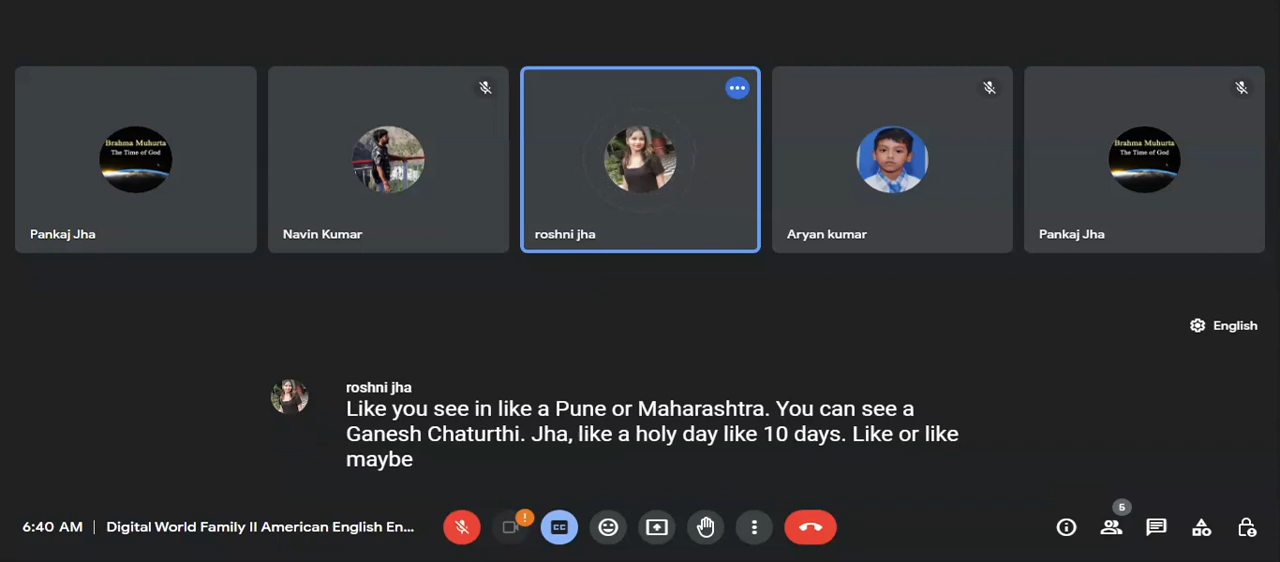 Brahma Muhurta
The Time of God
Brahma Muhurta
The Time of God
Pankaj Jha
Navin Kumar
roshni jha
Aryan kumar
Pankaj Jha
English
roshni jha
Like you see in like a Pune or Maharashtra. You can see a
Ganesh Chaturthi. Jha, like a holy day like 10 days. Like or like
maybe
5
6:40 AM | Digital World Family II American English En...
CC